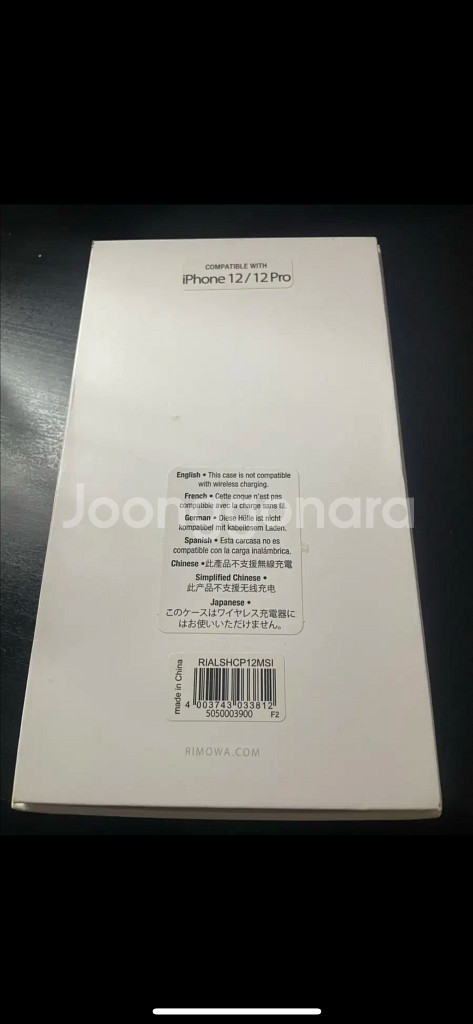 COMPATIBLE WITH
iPhone 12/12 Pro
English • This case is not compatible
with wireless charging.
French • Cette coque n'est pas
compatible avec la charge sans fil.
Joongonara
German • Diese Hülle ist nicht
kompatibel mit kabellosem Laden.
Spanish • Esta carcasa no es
compatible con la carga inalámbrica.
Chinese •此產品不支援無線充電
Simplified Chinese •
此产品不支援无线充电
Japanese •
このケースはワイヤレス充電器に
はお使いいただけません。
made in China
RIALSHCP12MSI
4 003743 033812
5050003900 F2
RIMOWA.COM